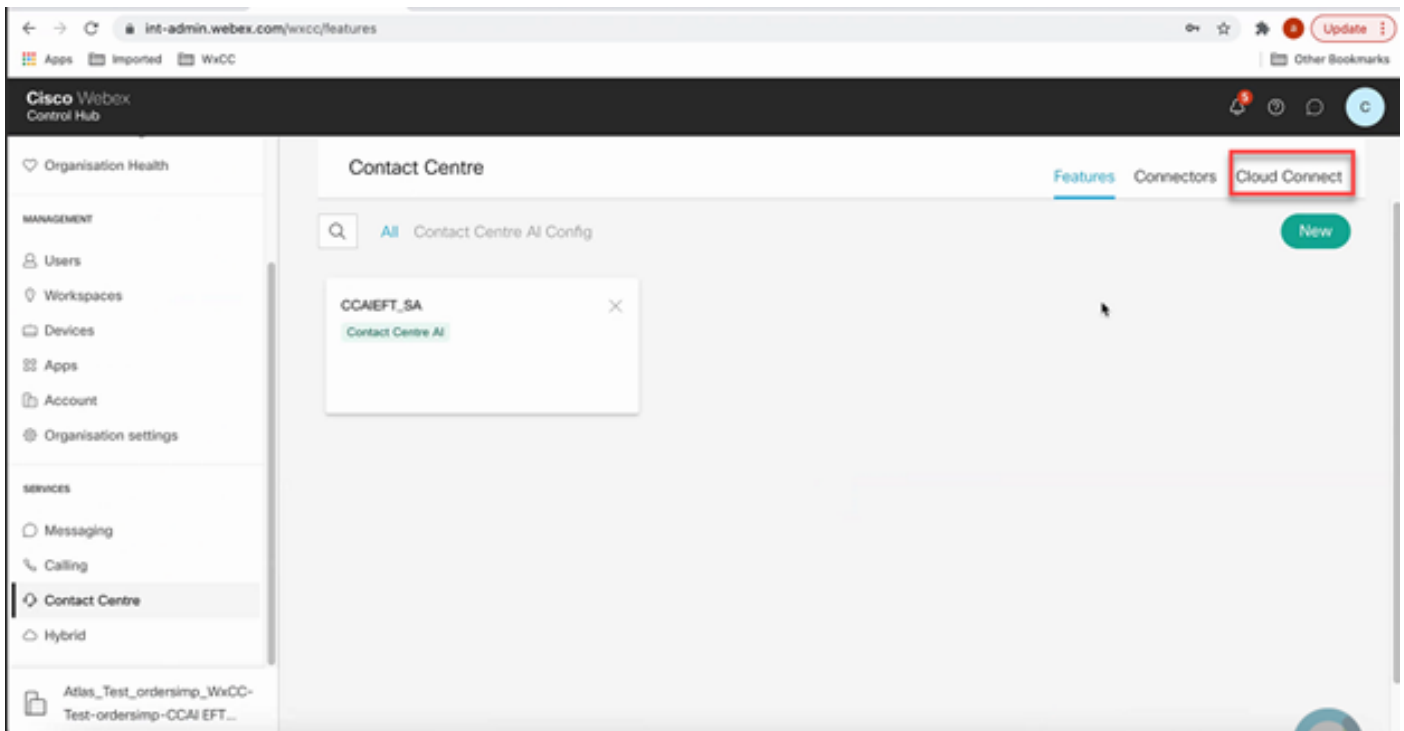 int-admin.webex.com/wxcc/features
a
Update
Apps Imported WxCC Other Bookmarks
Cisco Webex
Control Hub
5
C
Organisation Health
Contact Centre
Features Connectors Cloud Connect
MANAGEMENT
All Contact Centre AI Config
New
Users
Workspaces
CCAIEFT_SA
Devices
Contact Centre AI
Apps
Account
Organisation settings
SERVICES
Messaging
Calling
Contact Centre
Hybrid
Atlas_Test_ordersimp_WxCC-
Test-ordersimp-CCAI EFT...